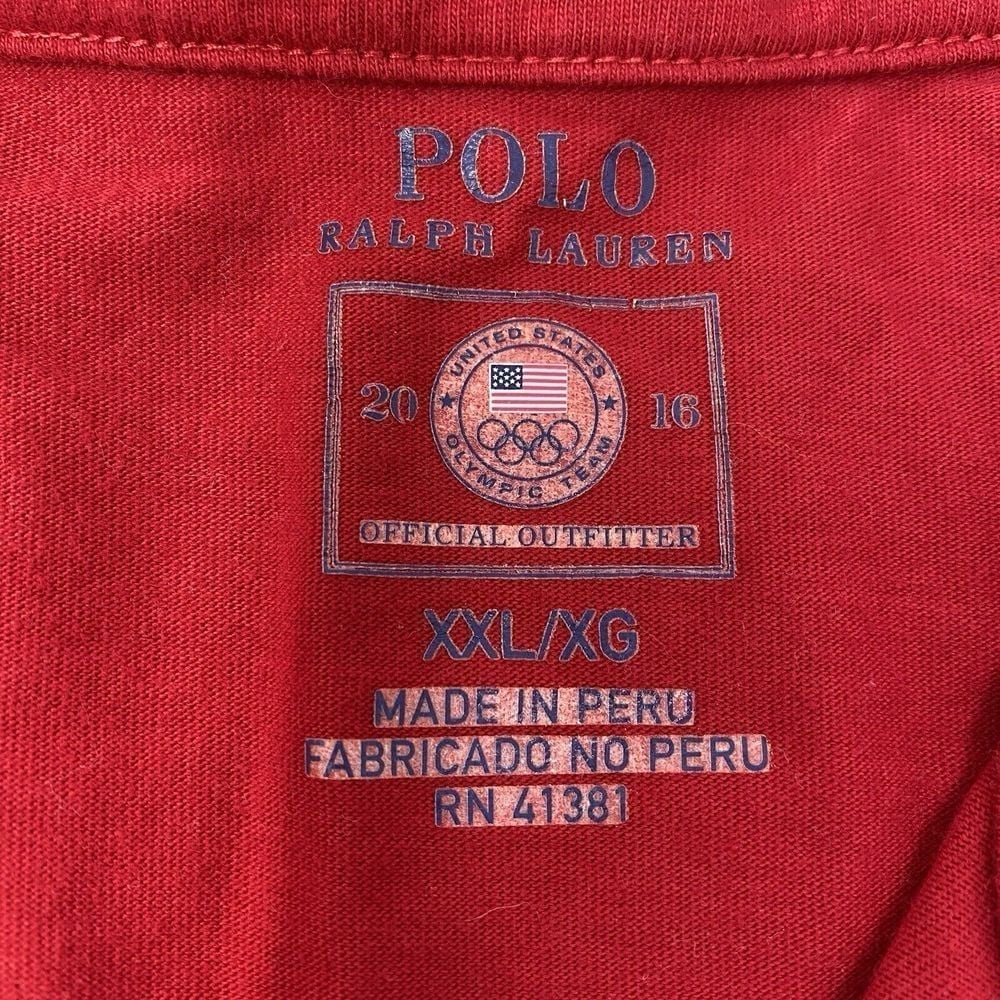 POLO
RALPH LAUREN
UNITED STATES
20 16
OLYMPIC TEAM
OFFICIAL OUTFITTER
XXL/XG
MADE IN PERU
FABRICADO NO PERU
RN 41381